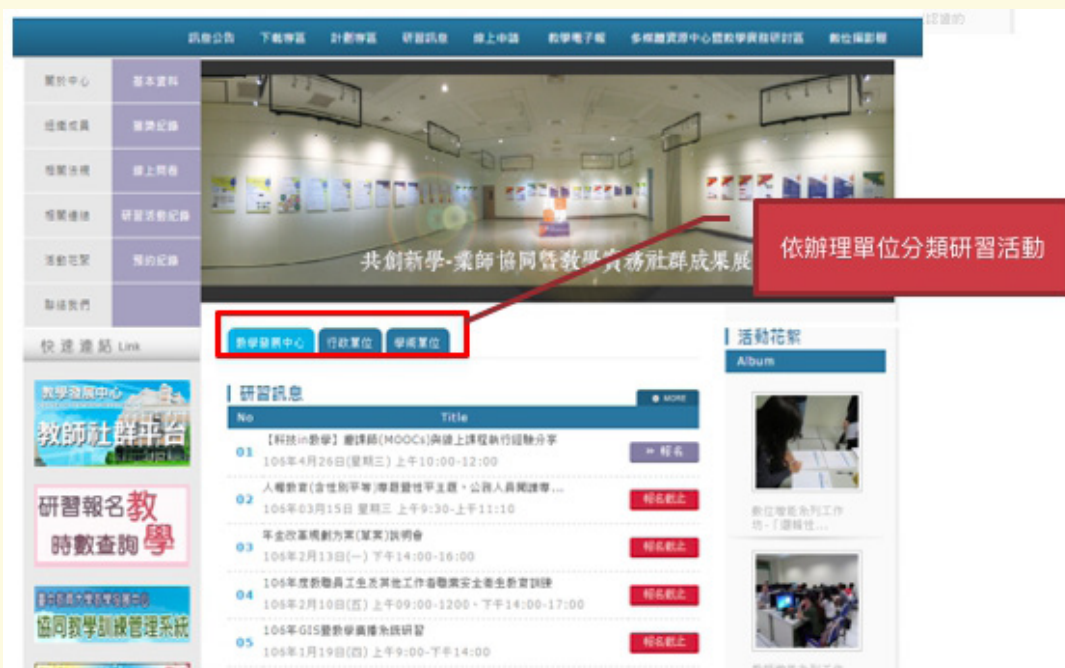 訊息公告 下載專區 計劃專區 研習訊息 線上申請 教學電子報 多媒體資源中心暨教學實務研討區 數位攝影棚
關於中心 基本資料
組織成員
相關法規 線上問卷
相關連結 研習活動紀錄
活動花絮 預約紀錄
聯絡我們
共創新學-業師協同暨教學實務社群成果展
依辦理單位分類研習活動
快速連結 Link
教學發展中心 行政單位 學術單位
活動花絮
Album
教學發展中心
教師社群平台
研習訊息
MORE
No Title
01 【科技in教學】磨課師(MOOCs)與線上課程執行經驗分享
106年4月26日(星期三) 上午10:00-12:00
報名
02 人權教育(含性別平等)專題暨性平主題、公務人員閱讀專...
106年03月15日 星期三 上午9:30-上午11:10
報名截止
研習報名教
時數查詢學
數位增能系列工作
坊-「邏輯性...
03 年金改革規劃方案(草案)說明會
106年2月13日(一) 下午14:00-16:00
報名截止
04 106年度教職員工生及其他工作者職業安全衛生教育訓練
106年2月10日(五) 上午09:00-1200、下午14:00-17:00
報名截止
協同教學訓練管理系統
05 106年GIS暨教學廣播系統研習
106年1月19日(四) 上午9:00-下午14:00
報名截止